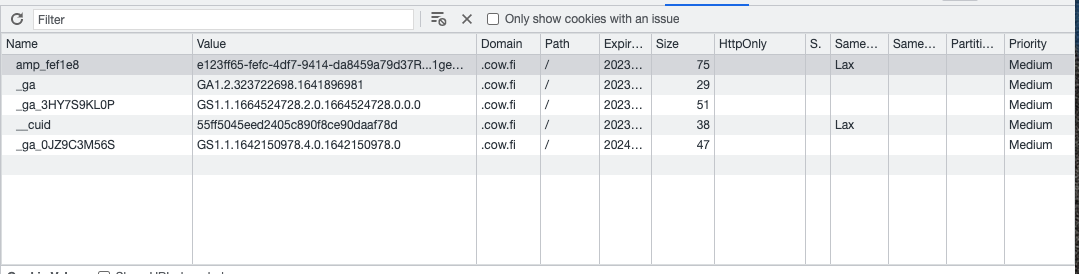 Filter Only show cookies with an issue
Name Value Domain Path Expir... Size HttpOnly S. Same... Same... Partiti... Priority
amp_fef1e8 e123ff65-fefc-4df7-9414-da8459a79d37R...1ge... .cow.fi / 2023... 75 Lax Medium
_ga GA1.2.323722698.1641896981 .cow.fi / 2023... 29 Medium
_ga_3HY7S9KL0P GS1.1.1664524728.2.0.1664524728.0.0.0 .cow.fi / 2023... 51 Medium
__cuid 55ff5045eed2405c890f8ce90daaf78d .cow.fi / 2023... 38 Lax Medium
_ga_0JZ9C3M56S GS1.1.1642150978.4.0.1642150978.0 .cow.fi / 2024... 47 Medium